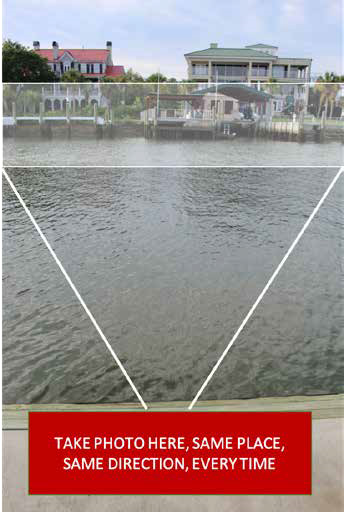 TAKE PHOTO HERE, SAME PLACE,
SAME DIRECTION, EVERY TIME